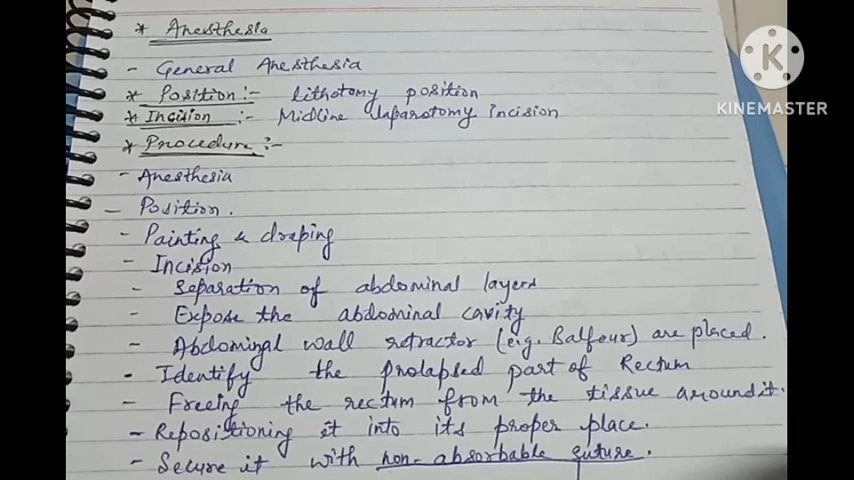 * Anesthesia
- General Anesthesia
* Position :- lithotomy position
* Incision :- Midline laparotomy incision
* Procedure :-
- Anesthesia
- Position.
- Painting & draping
- Incision
- Separation of abdominal layers
- Expose the abdominal cavity
- Abdominal wall retractor (e.g. Balfour) are placed.
- Identify the prolapsed part of Rectum
- Freeing the rectum from the tissue around it.
- Repositioning it into its proper place.
- Secure it with non-absorbable suture.
K
KINEMASTER